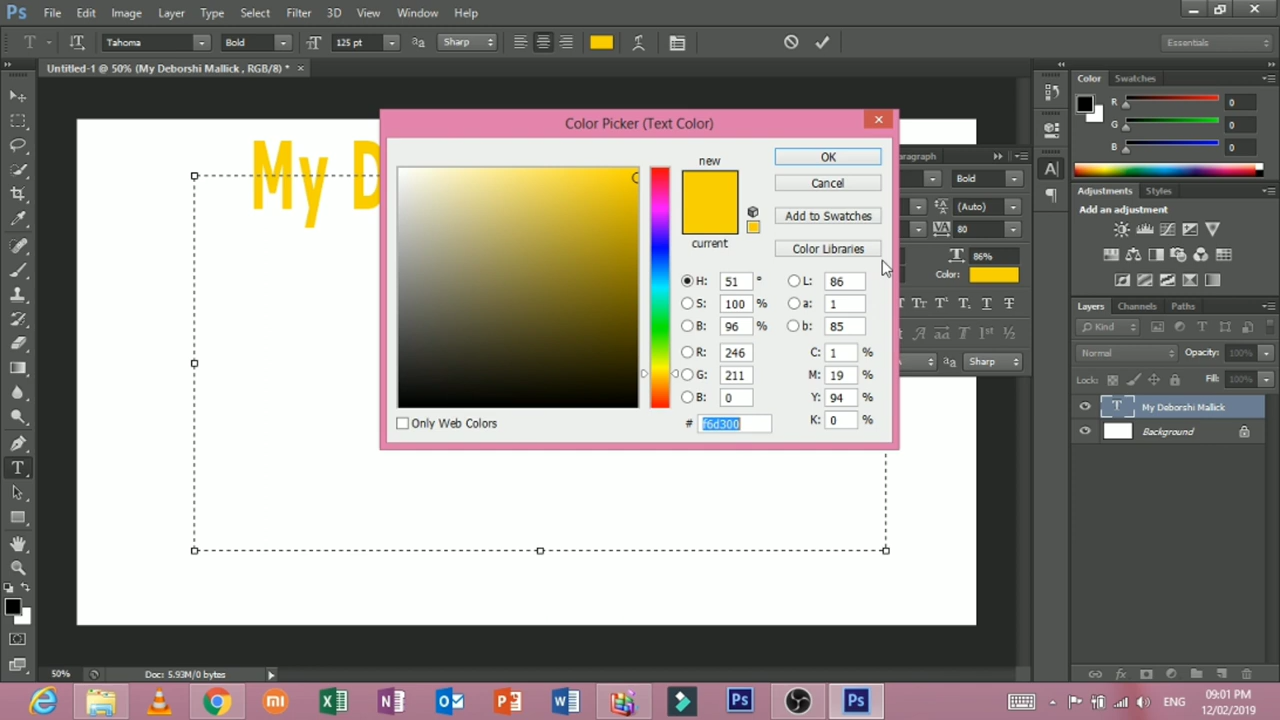 Ps File Edit Image Layer Type Select Filter 3D View Window Help
T Tahoma Bold 125 pt aa Sharp Essentials
Untitled-1 @ 50% (My Deborshi Mallick , RGB/8) * ×
My D
Color Picker (Text Color)
new
current
OK
Cancel
Add to Swatches
Color Libraries
H: 51 °
S: 100 %
B: 96 %
R: 246
G: 211
B: 0
# f6d300
L: 86
a: 1
b: 85
C: 1 %
M: 19 %
Y: 94 %
K: 0 %
Only Web Colors
aragraph
Bold
(Auto)
80
86%
Color:
aa Sharp
Color Swatches
R 0
G 0
B 0
Adjustments Styles
Add an adjustment
Layers Channels Paths
Kind
Normal Opacity: 100%
Lock: Fill: 100%
T My Deborshi Mallick
Background
50% Doc: 5.93M/0 bytes
ENG
09:01 PM
12/02/2019